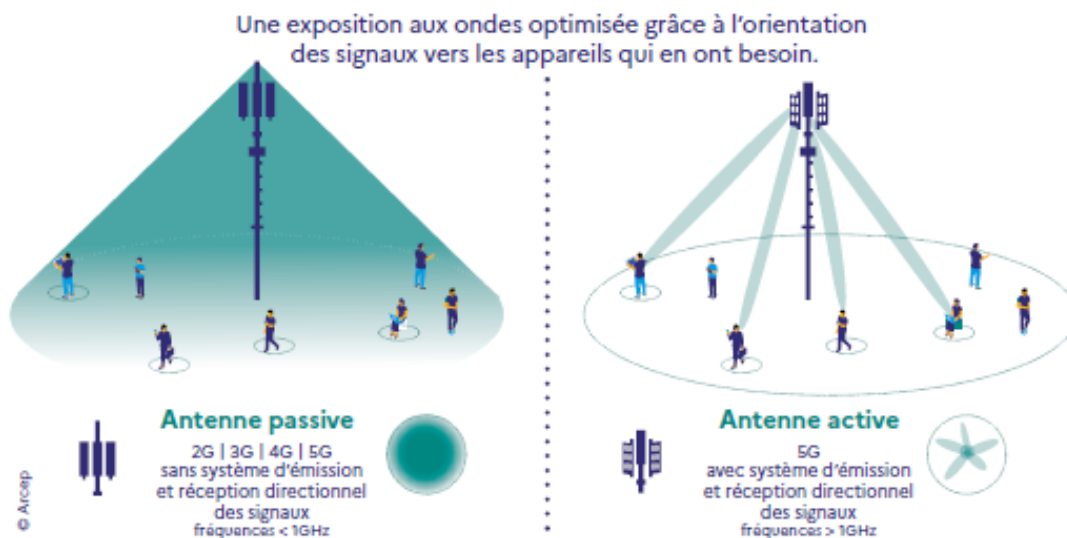 Une exposition aux ondes optimisée grâce à l'orientation
des signaux vers les appareils qui en ont besoin.
Antenne passive
2G | 3G | 4G | 5G
sans système d'émission
et réception directionnel
des signaux
fréquences < 1GHz
Antenne active
5G
avec système d'émission
et réception directionnel
des signaux
fréquences > 1GHz
© Arcep